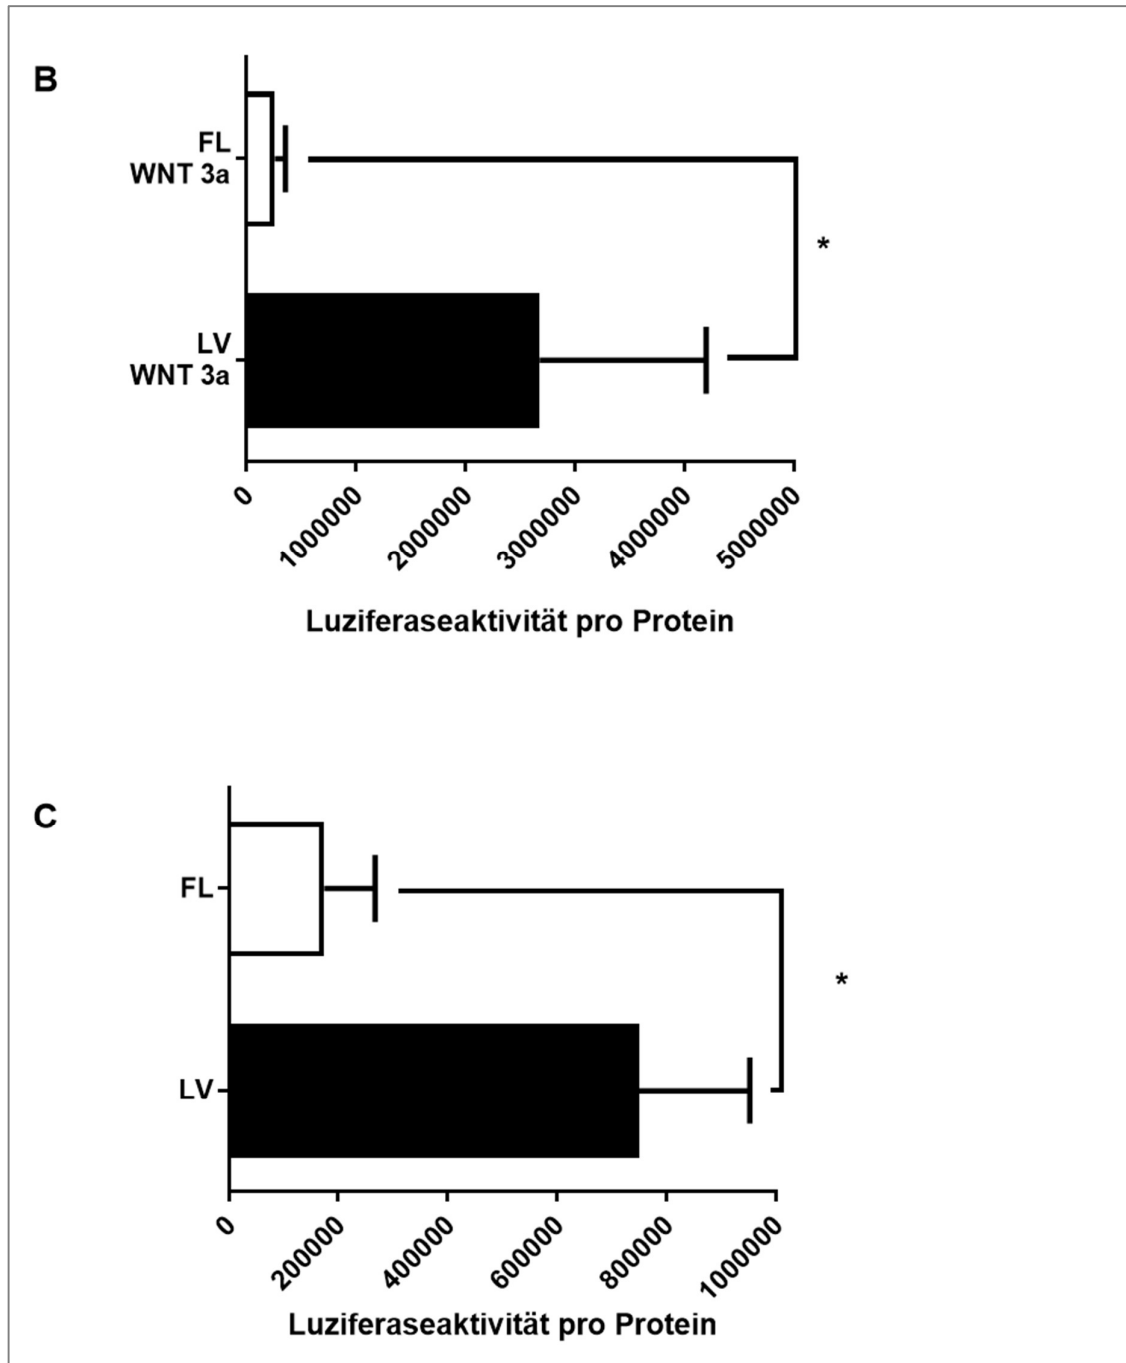 B
FL
WNT 3a
*
LV
WNT 3a
0
1000000
2000000
3000000
4000000
5000000
Luziferaseaktivität pro Protein
C
FL
*
LV
0
200000
400000
600000
800000
1000000
Luziferaseaktivität pro Protein